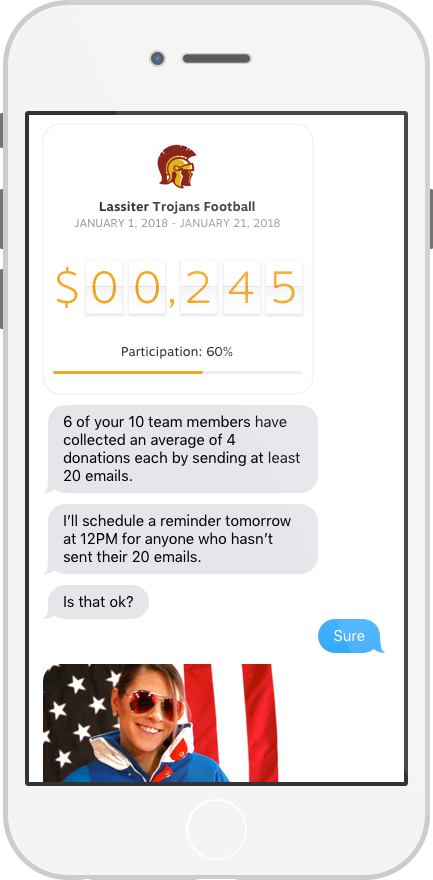 Lassiter Trojans Football
JANUARY 1, 2018 - JANUARY 21, 2018
$00,245
Participation: 60%
6 of your 10 team members have
collected an average of 4
donations each by sending at least
20 emails.
I’ll schedule a reminder tomorrow
at 12PM for anyone who hasn’t
sent their 20 emails.
Is that ok?
Sure